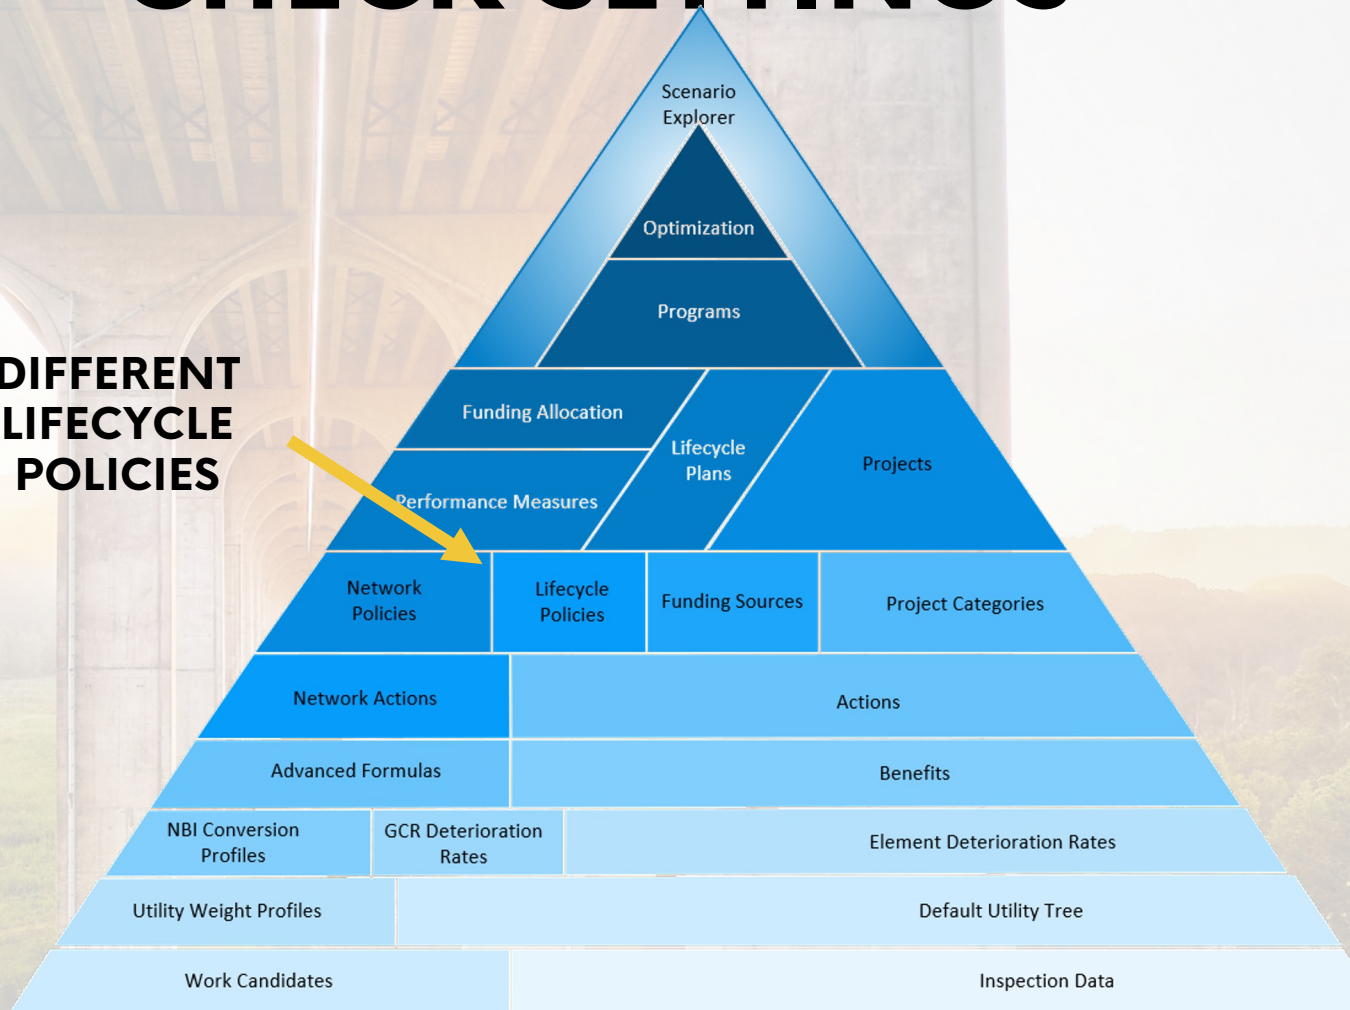 CHECK SETTINGS
Scenario
Explorer
Optimization
Programs
DIFFERENT
LIFECYCLE
POLICIES
Funding Allocation
Lifecycle
Plans
Projects
Performance Measures
Network
Policies
Lifecycle
Policies
Funding Sources
Project Categories
Network Actions
Actions
Advanced Formulas
Benefits
NBI Conversion
Profiles
GCR Deterioration
Rates
Element Deterioration Rates
Utility Weight Profiles
Default Utility Tree
Work Candidates
Inspection Data